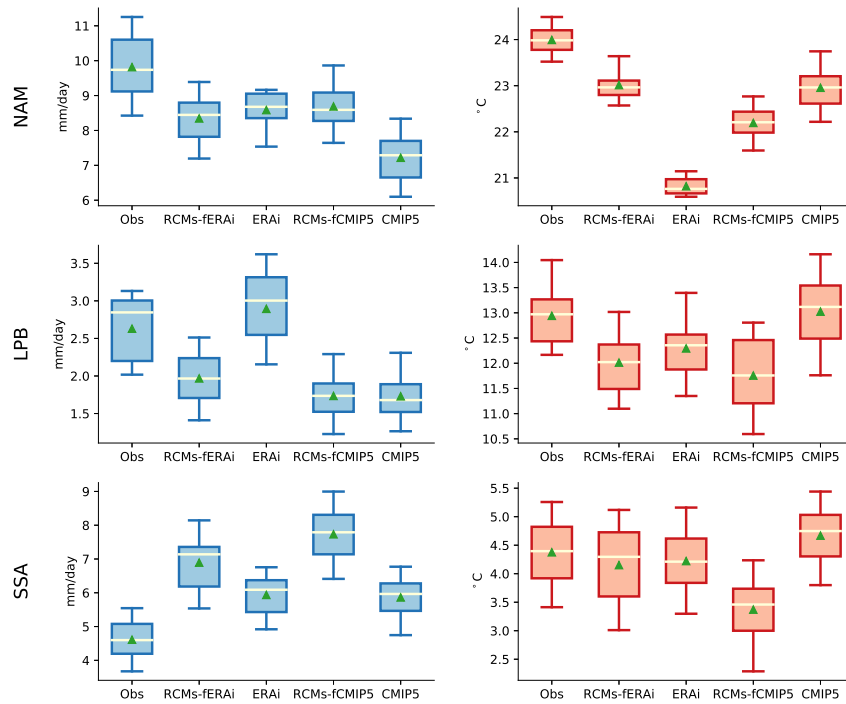 NAM
mm/day
11
10
9
8
7
6
Obs RCMs-fERAi ERAi RCMs-fCMIP5 CMIP5
°C
24
23
22
21
Obs RCMs-fERAi ERAi RCMs-fCMIP5 CMIP5
LPB
mm/day
3.5
3.0
2.5
2.0
1.5
Obs RCMs-fERAi ERAi RCMs-fCMIP5 CMIP5
°C
14.0
13.5
13.0
12.5
12.0
11.5
11.0
10.5
Obs RCMs-fERAi ERAi RCMs-fCMIP5 CMIP5
SSA
mm/day
9
8
7
6
5
4
Obs RCMs-fERAi ERAi RCMs-fCMIP5 CMIP5
°C
5.5
5.0
4.5
4.0
3.5
3.0
2.5
Obs RCMs-fERAi ERAi RCMs-fCMIP5 CMIP5